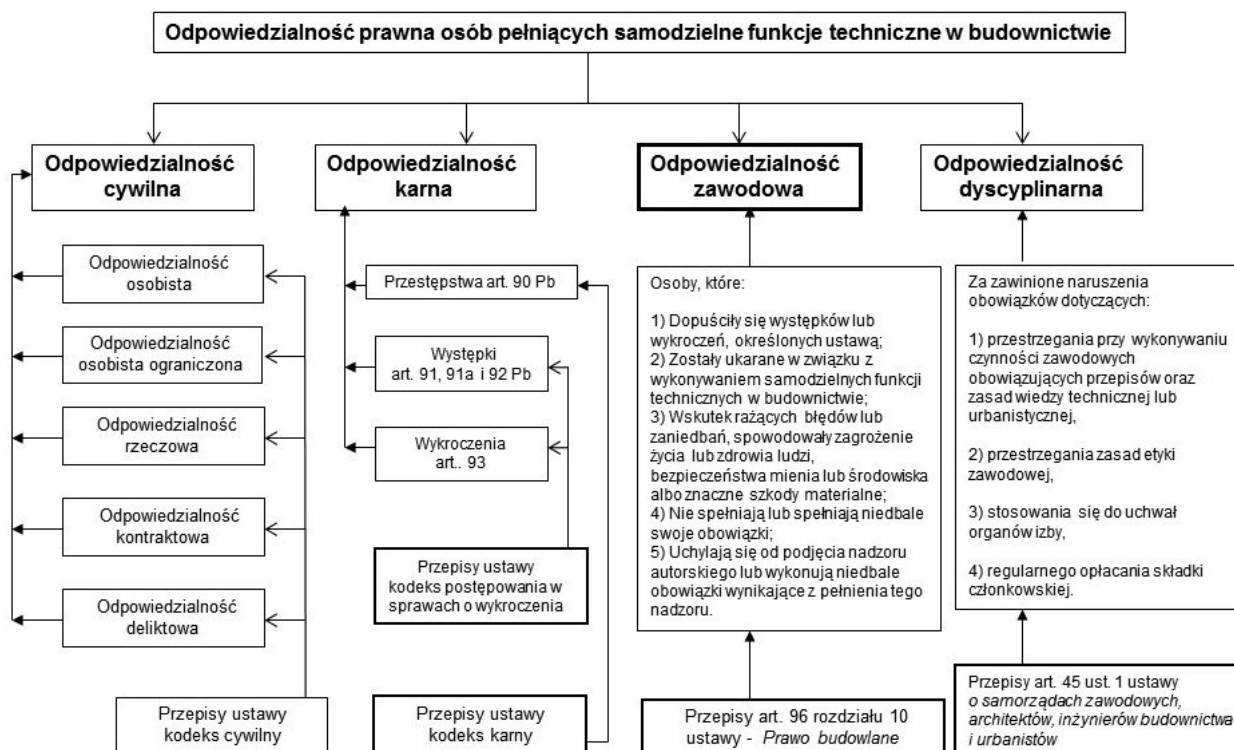 Odpowiedzialność prawna osób pełniących samodzielne funkcje techniczne w budownictwie
Odpowiedzialność
cywilna
Odpowiedzialność
karna
Odpowiedzialność
zawodowa
Odpowiedzialność
dyscyplinarna
Odpowiedzialność
osobista
Odpowiedzialność
osobista ograniczona
Odpowiedzialność
rzeczowa
Odpowiedzialność
kontraktowa
Odpowiedzialność
deliktowa
Przepisy ustawy
kodeks cywilny
Przestępstwa art. 90 Pb
Występki
art. 91, 91a i 92 Pb
Wykroczenia
art.. 93
Przepisy ustawy
kodeks postępowania w
sprawach o wykroczenia
Przepisy ustawy
kodeks karny
Osoby, które:
1) Dopuściły się występków lub
wykroczeń, określonych ustawą;
2) Zostały ukarane w związku z
wykonywaniem samodzielnych funkcji
technicznych w budownictwie;
3) Wskutek rażących błędów lub
zaniedbań, spowodowały zagrożenie
życia lub zdrowia ludzi,
bezpieczeństwa mienia lub środowiska
albo znaczne szkody materialne;
4) Nie spełniają lub spełniają niedbale
swoje obowiązki;
5) Uchylają się od podjęcia nadzoru
autorskiego lub wykonują niedbale
obowiązki wynikające z pełnienia tego
nadzoru.
Przepisy art. 96 rozdziału 10
ustawy - Prawo budowlane
Za zawinione naruszenia
obowiązków dotyczących:
1) przestrzegania przy wykonywaniu
czynności zawodowych
obowiązujących przepisów oraz
zasad wiedzy technicznej lub
urbanistycznej,
2) przestrzegania zasad etyki
zawodowej,
3) stosowania się do uchwał
organów izby,
4) regularnego opłacania składki
członkowskiej.
Przepisy art. 45 ust. 1 ustawy
o samorządach zawodowych,
architektów, inżynierów budownictwa
i urbanistów